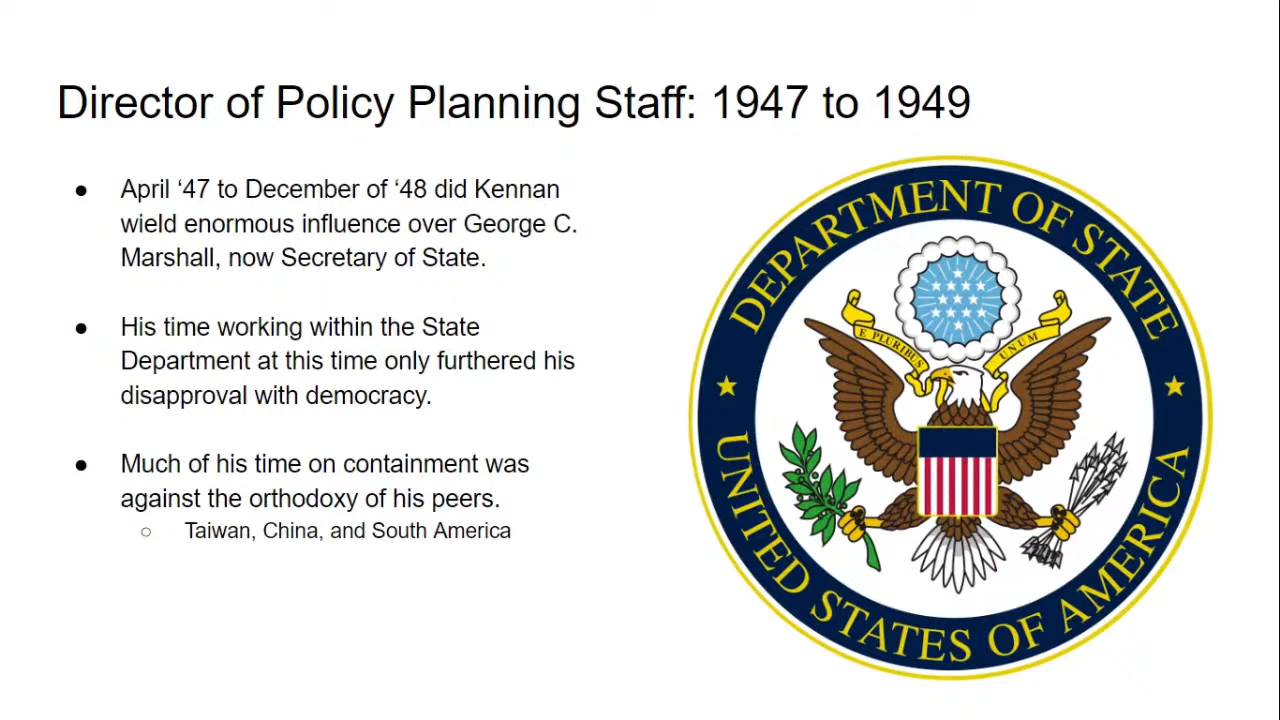 Director of Policy Planning Staff: 1947 to 1949
● April ‘47 to December of ‘48 did Kennan
wield enormous influence over George C.
Marshall, now Secretary of State.
● His time working within the State
Department at this time only furthered his
disapproval with democracy.
● Much of his time on containment was
against the orthodoxy of his peers.
○ Taiwan, China, and South America
DEPARTMENT OF STATE
E PLURIBUS UNUM
UNITED STATES OF AMERICA